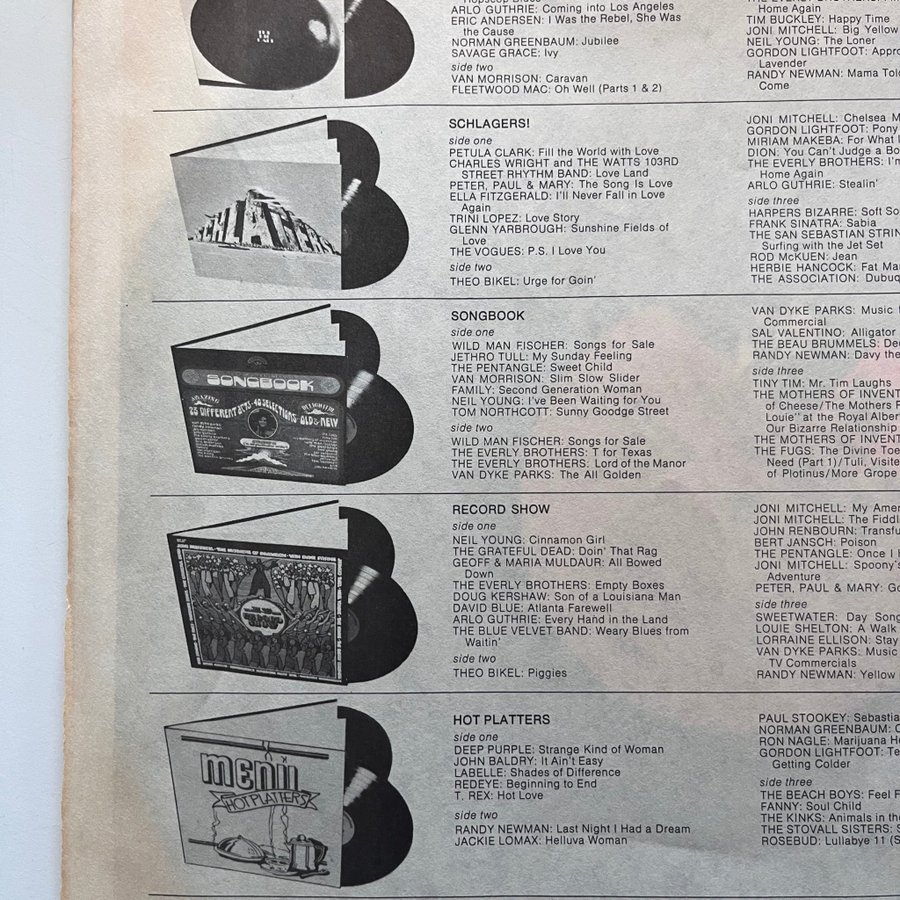 Hopscop Blues
ARLO GUTHRIE: Coming into Los Angeles
ERIC ANDERSEN: I Was the Rebel, She Was
the Cause
NORMAN GREENBAUM: Jubilee
SAVAGE GRACE: Ivy
side two
VAN MORRISON: Caravan
FLEETWOOD MAC: Oh Well (Parts 1 & 2)
Home Again
TIM BUCKLEY: Happy Time
JONI MITCHELL: Big Yellow
NEIL YOUNG: The Loner
GORDON LIGHTFOOT:
Lavender
RANDY NEWMAN: Mama Tol
Come
SCHLAGERS!
SCHLAGERS!
side one
PETULA CLARK: Fill the World with Love
CHARLES WRIGHT and THE WATTS 103RD
STREET RHYTHM BAND: Love Land
PETER, PAUL & MARY: The Song Is Love
ELLA FITZGERALD: I'll Never Fall in Love
Again
TRINI LOPEZ: Love Story
GLENN YARBROUGH: Sunshine Fields of
Love
THE VOGUES: P.S. I Love You
side two
THEO BIKEL: Urge for Goin'
JONI MITCHELL: Chelsea M
GORDON LIGHTFOOT: Pony
MIRIAM MAKEBA: For What I
DION: You Can't Judge a Bo
THE EVERLY BROTHERS: I'm
Home Again
ARLO GUTHRIE: Stealin'
side three
HARPERS BIZARRE: Soft So
FRANK SINATRA: Sabia
THE SAN SEBASTIAN STRIN
Surfing with the Jet Set
ROD McKUEN: Jean
HERBIE HANCOCK: Fat Ma
THE ASSOCIATION: Dubuq
SONGBOOK
AMAZING
25 DIFFERENT ACTS·40 SELECTIONS
DELIGHTFUL
OLD & NEW
SONGBOOK
side one
WILD MAN FISCHER: Songs for Sale
JETHRO TULL: My Sunday Feeling
THE PENTANGLE: Sweet Child
VAN MORRISON: Slim Slow Slider
FAMILY: Second Generation Woman
NEIL YOUNG: I've Been Waiting for You
TOM NORTHCOTT: Sunny Goodge Street
side two
WILD MAN FISCHER: Songs for Sale
THE EVERLY BROTHERS: T for Texas
THE EVERLY BROTHERS: Lord of the Manor
VAN DYKE PARKS: The All Golden
VAN DYKE PARKS: Music
Commercial
SAL VALENTINO: Alligator
THE BEAU BRUMMELS: De
RANDY NEWMAN: Davy the
side three
TINY TIM: Mr. Tim Laughs
THE MOTHERS OF INVENT
of Cheese/The Mothers P
Louie" at the Royal Alber
Our Bizarre Relationship
THE MOTHERS OF INVENT
THE FUGS: The Divine Toe
Need (Part 1)/Tuli, Visite
of Plotinus/More Grope
RECORD SHOW
side one
NEIL YOUNG: Cinnamon Girl
THE GRATEFUL DEAD: Doin' That Rag
GEOFF & MARIA MULDAUR: All Bowed
Down
THE EVERLY BROTHERS: Empty Boxes
DOUG KERSHAW: Son of a Louisiana Man
DAVID BLUE: Atlanta Farewell
ARLO GUTHRIE: Every Hand in the Land
THE BLUE VELVET BAND: Weary Blues from
Waitin'
side two
THEO BIKEL: Piggies
JONI MITCHELL: My Amer
JONI MITCHELL: The Fiddl
JOHN RENBOURN: Transfu
BERT JANSCH: Poison
THE PENTANGLE: Once I
JONI MITCHELL: Spoony's
Adventure
PETER, PAUL & MARY: Go
side three
SWEETWATER: Day Song
LOUIE SHELTON: A Walk
LORRAINE ELLISON: Stay
VAN DYKE PARKS: Music
TV Commercials
RANDY NEWMAN: Yellow
MENU
HOT PLATTERS
HOT PLATTERS
side one
DEEP PURPLE: Strange Kind of Woman
JOHN BALDRY: It Ain't Easy
LABELLE: Shades of Difference
REDEYE: Beginning to End
T. REX: Hot Love
side two
RANDY NEWMAN: Last Night I Had a Dream
JACKIE LOMAX: Helluva Woman
PAUL STOOKEY: Sebastia
NORMAN GREENBAUM: C
RON NAGLE: Marijuana He
GORDON LIGHTFOOT: Te
Getting Colder
side three
THE BEACH BOYS: Feel F
FANNY: Soul Child
THE KINKS: Animals in the
THE STOVALL SISTERS: S
ROSEBUD: Lullabye 11 (S